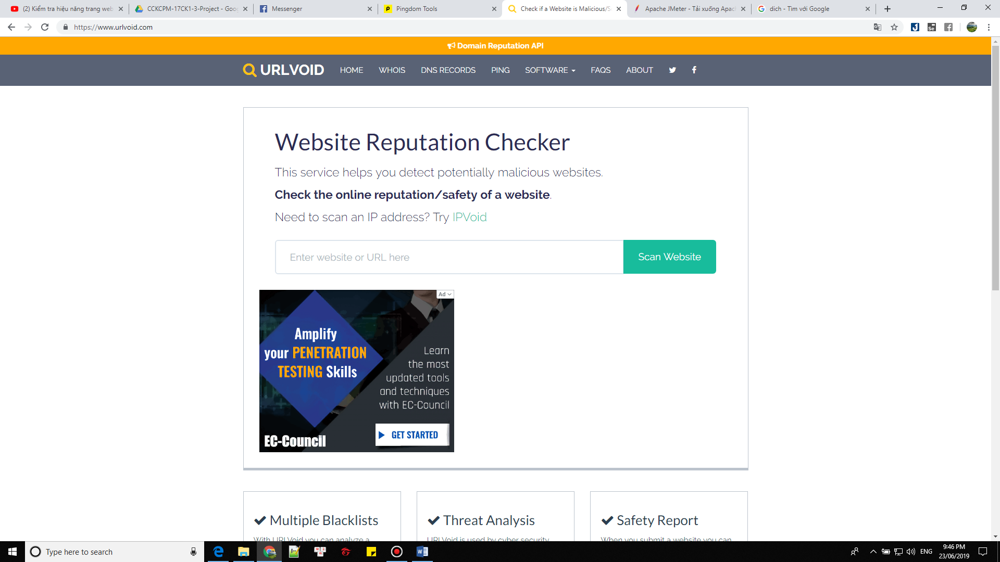 (2) Kiểm tra hiệu năng trang web
CCKCPM-17CK1-3-Project - Goo
Messenger
Pingdom Tools
Check if a Website is Malicious/S
Apache JMeter - Tải xuống Apac
dich - Tìm với Google
https://www.urlvoid.com
Domain Reputation API
URLVOID
HOME
WHOIS
DNS RECORDS
PING
SOFTWARE
FAQS
ABOUT
Website Reputation Checker
This service helps you detect potentially malicious websites.
Check the online reputation/safety of a website.
Need to scan an IP address? Try IPVoid
Enter website or URL here
Scan Website
Ad
Amplify
your PENETRATION
TESTING Skills
Learn
the most
updated tools
and techniques
with EC-Council
EC-Council
GET STARTED
Multiple Blacklists
With URLVoid you can analyze a
Threat Analysis
URLVoid is used by cyber security
Safety Report
When you submit a website you can
Type here to search
ENG
9:46 PM
23/06/2019